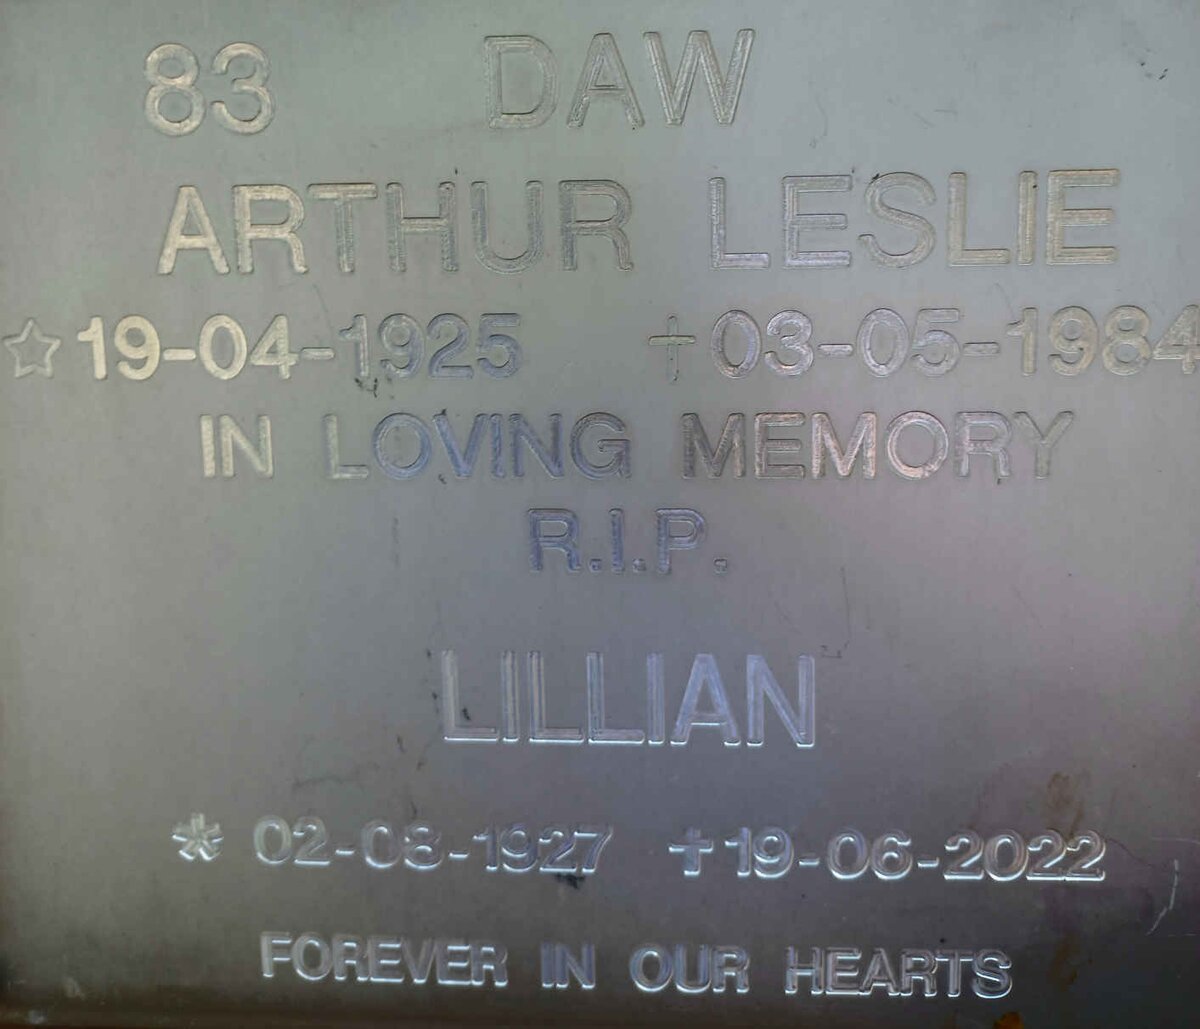 83 DAW
ARTHUR LESLIE
☆ 19-04-1925 † 03-05-1984
IN LOVING MEMORY
R.I.P.
LILLIAN
* 02-08-1927 † 19-06-2022
FOREVER IN OUR HEARTS